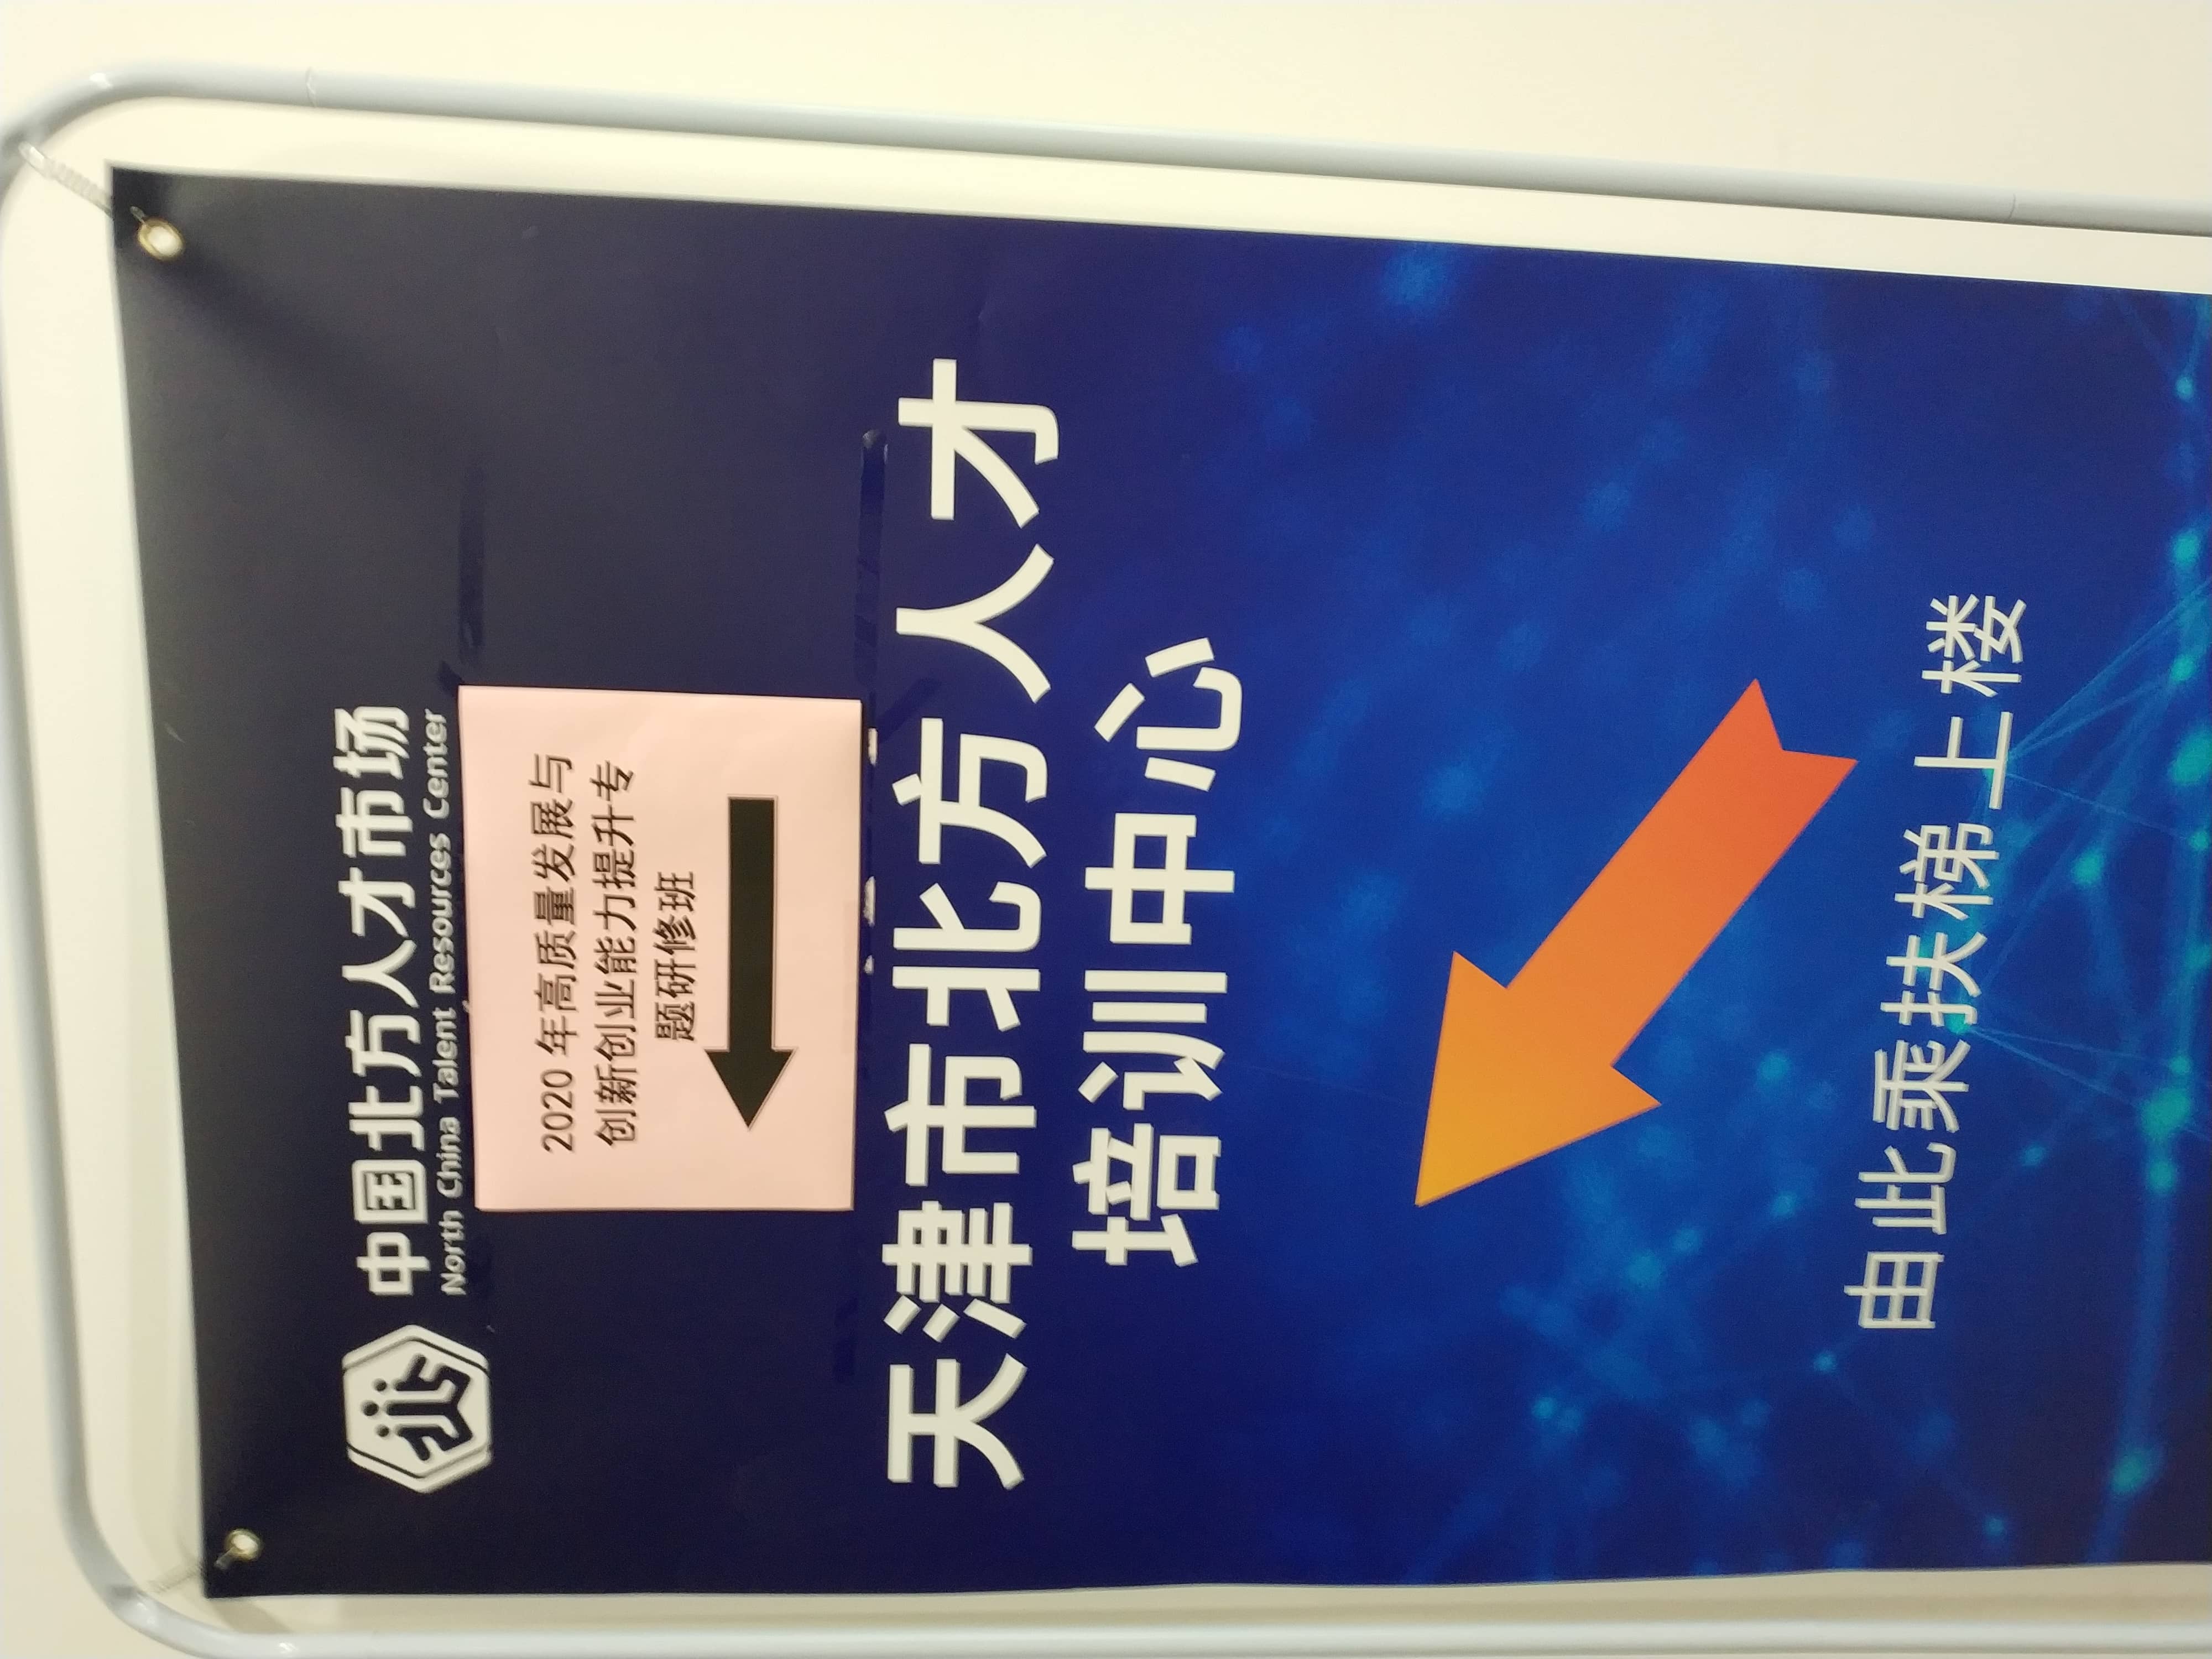 中国北方人才市场
North China Talent Resources Center
2020 年高质量发展与
创新创业能力提升专
题研修班
天津市北方人才
培训中心
由此乘扶梯上楼